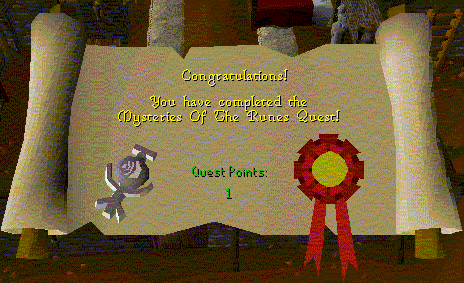 Congratulations!
You have completed the
Mysteries Of The Runes Quest!
Quest Points:
1